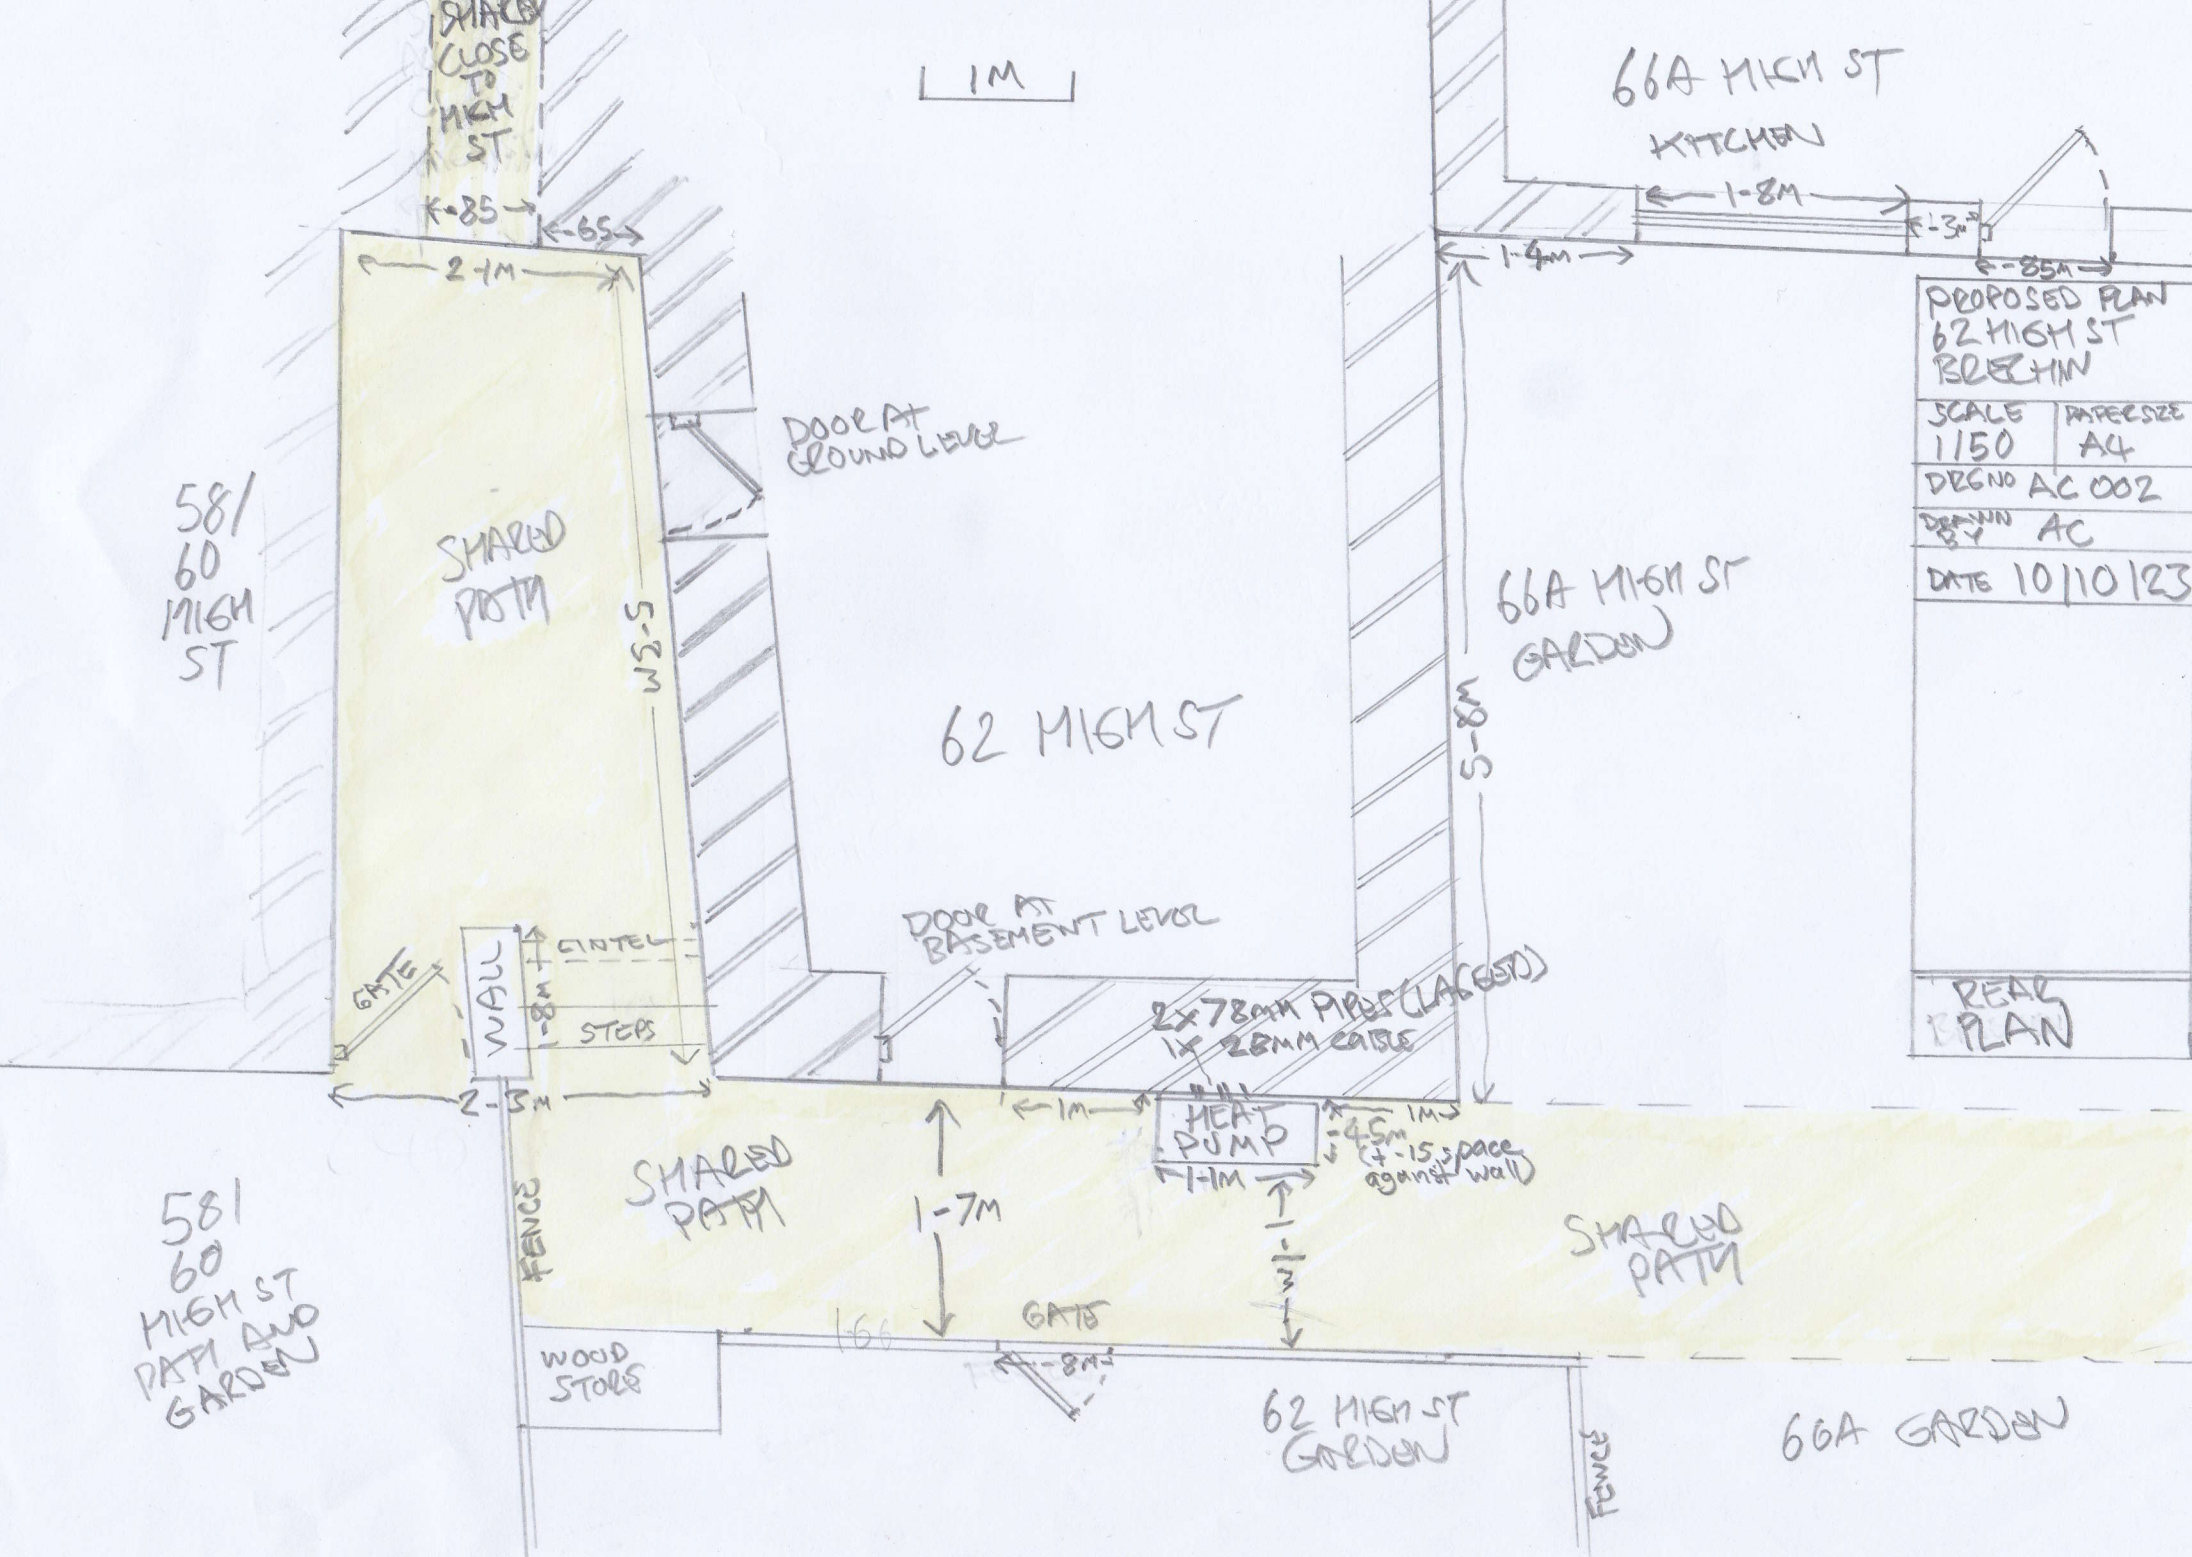 SHARED
CLOSE
TO
HIGH
ST
←-85→
←-65→
2-1M
1M
66A HIGH ST
KITCHEN
←1-8M→
←-3M→
1-4M
←-85M→
PROPOSED PLAN
62 HIGH ST
BRECHIN
SCALE
1/50
PAPERSIZE
A4
DRGNO AC 002
DRAWN
BY AC
DATE 10/10/23
REAR
PLAN
DOOR AT
GROUND LEVEL
58/
60
HIGH
ST
SHARED
PATH
5-5M
62 HIGH ST
66A HIGH ST
GARDEN
5-8M
DOOR AT
BASEMENT LEVEL
GATE
WALL
1-8M
LINTEL
STEPS
2-3M
2X78MM PIPES (LAGGED)
1X 28MM CABLE
HEAT
PUMP
←1M→
1M
-45M
(+-15 space
against wall)
1-1M
1-1M
1-7M
SHARED
PATH
SHARED
PATH
FENCE
58/
60
HIGH ST
PATH AND
GARDEN
1-66
GATE
-8M
WOOD
STORE
62 HIGH ST
GARDEN
FENCE
66A GARDEN